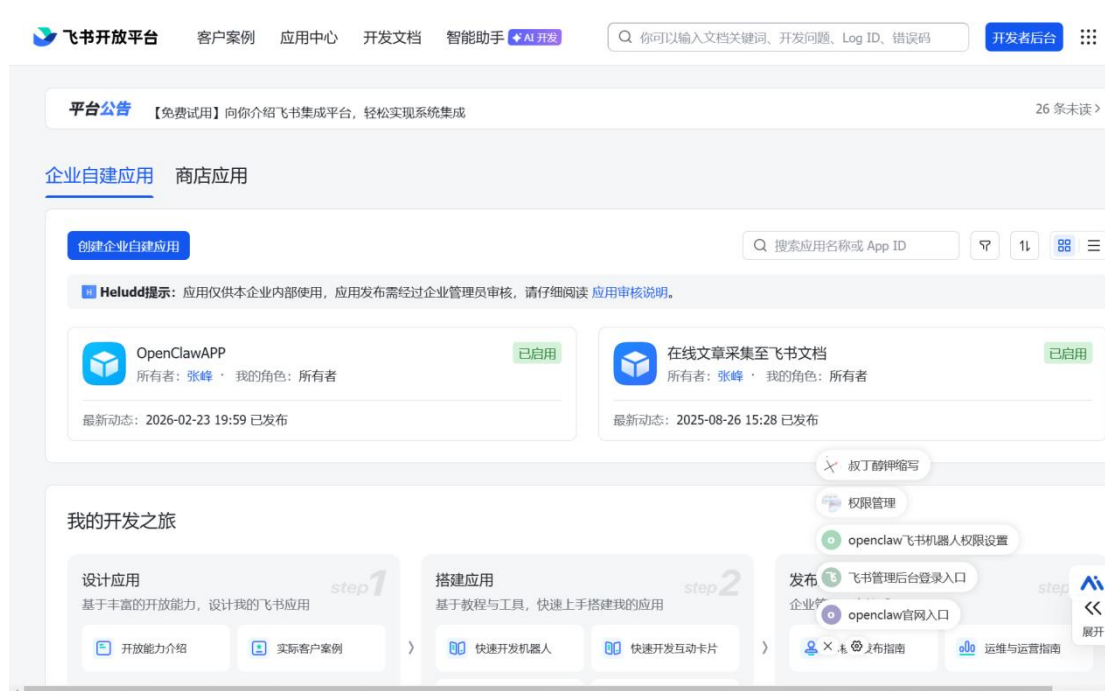 飞书开放平台 客户案例 应用中心 开发文档 智能助手 AI 开发 你可以输入文档关键词、开发问题、Log ID、错误码 开发者后台
平台公告 【免费试用】向你介绍飞书集成平台，轻松实现系统集成 26 条未读
企业自建应用 商店应用
创建企业自建应用 搜索应用名称或 App ID
H Heludd提示：应用仅供本企业内部使用，应用发布需经过企业管理员审核，请仔细阅读 应用审核说明。
OpenClawAPP 已启用
所有者：张峰 · 我的角色：所有者
最新动态：2026-02-23 19:59 已发布
在线文章采集至飞书文档 已启用
所有者：张峰 · 我的角色：所有者
最新动态：2025-08-26 15:28 已发布
叔丁醇钾缩写
权限管理
openclaw飞书机器人权限设置
飞书管理后台登录入口
openclaw官网入口
我的开发之旅
设计应用 step1
基于丰富的开放能力，设计我的飞书应用
开放能力介绍 实际客户案例
搭建应用 step2
基于教程与工具，快速上手搭建我的应用
快速开发机器人 快速开发互动卡片
发布 step
企业
布指南 运维与运营指南
展开